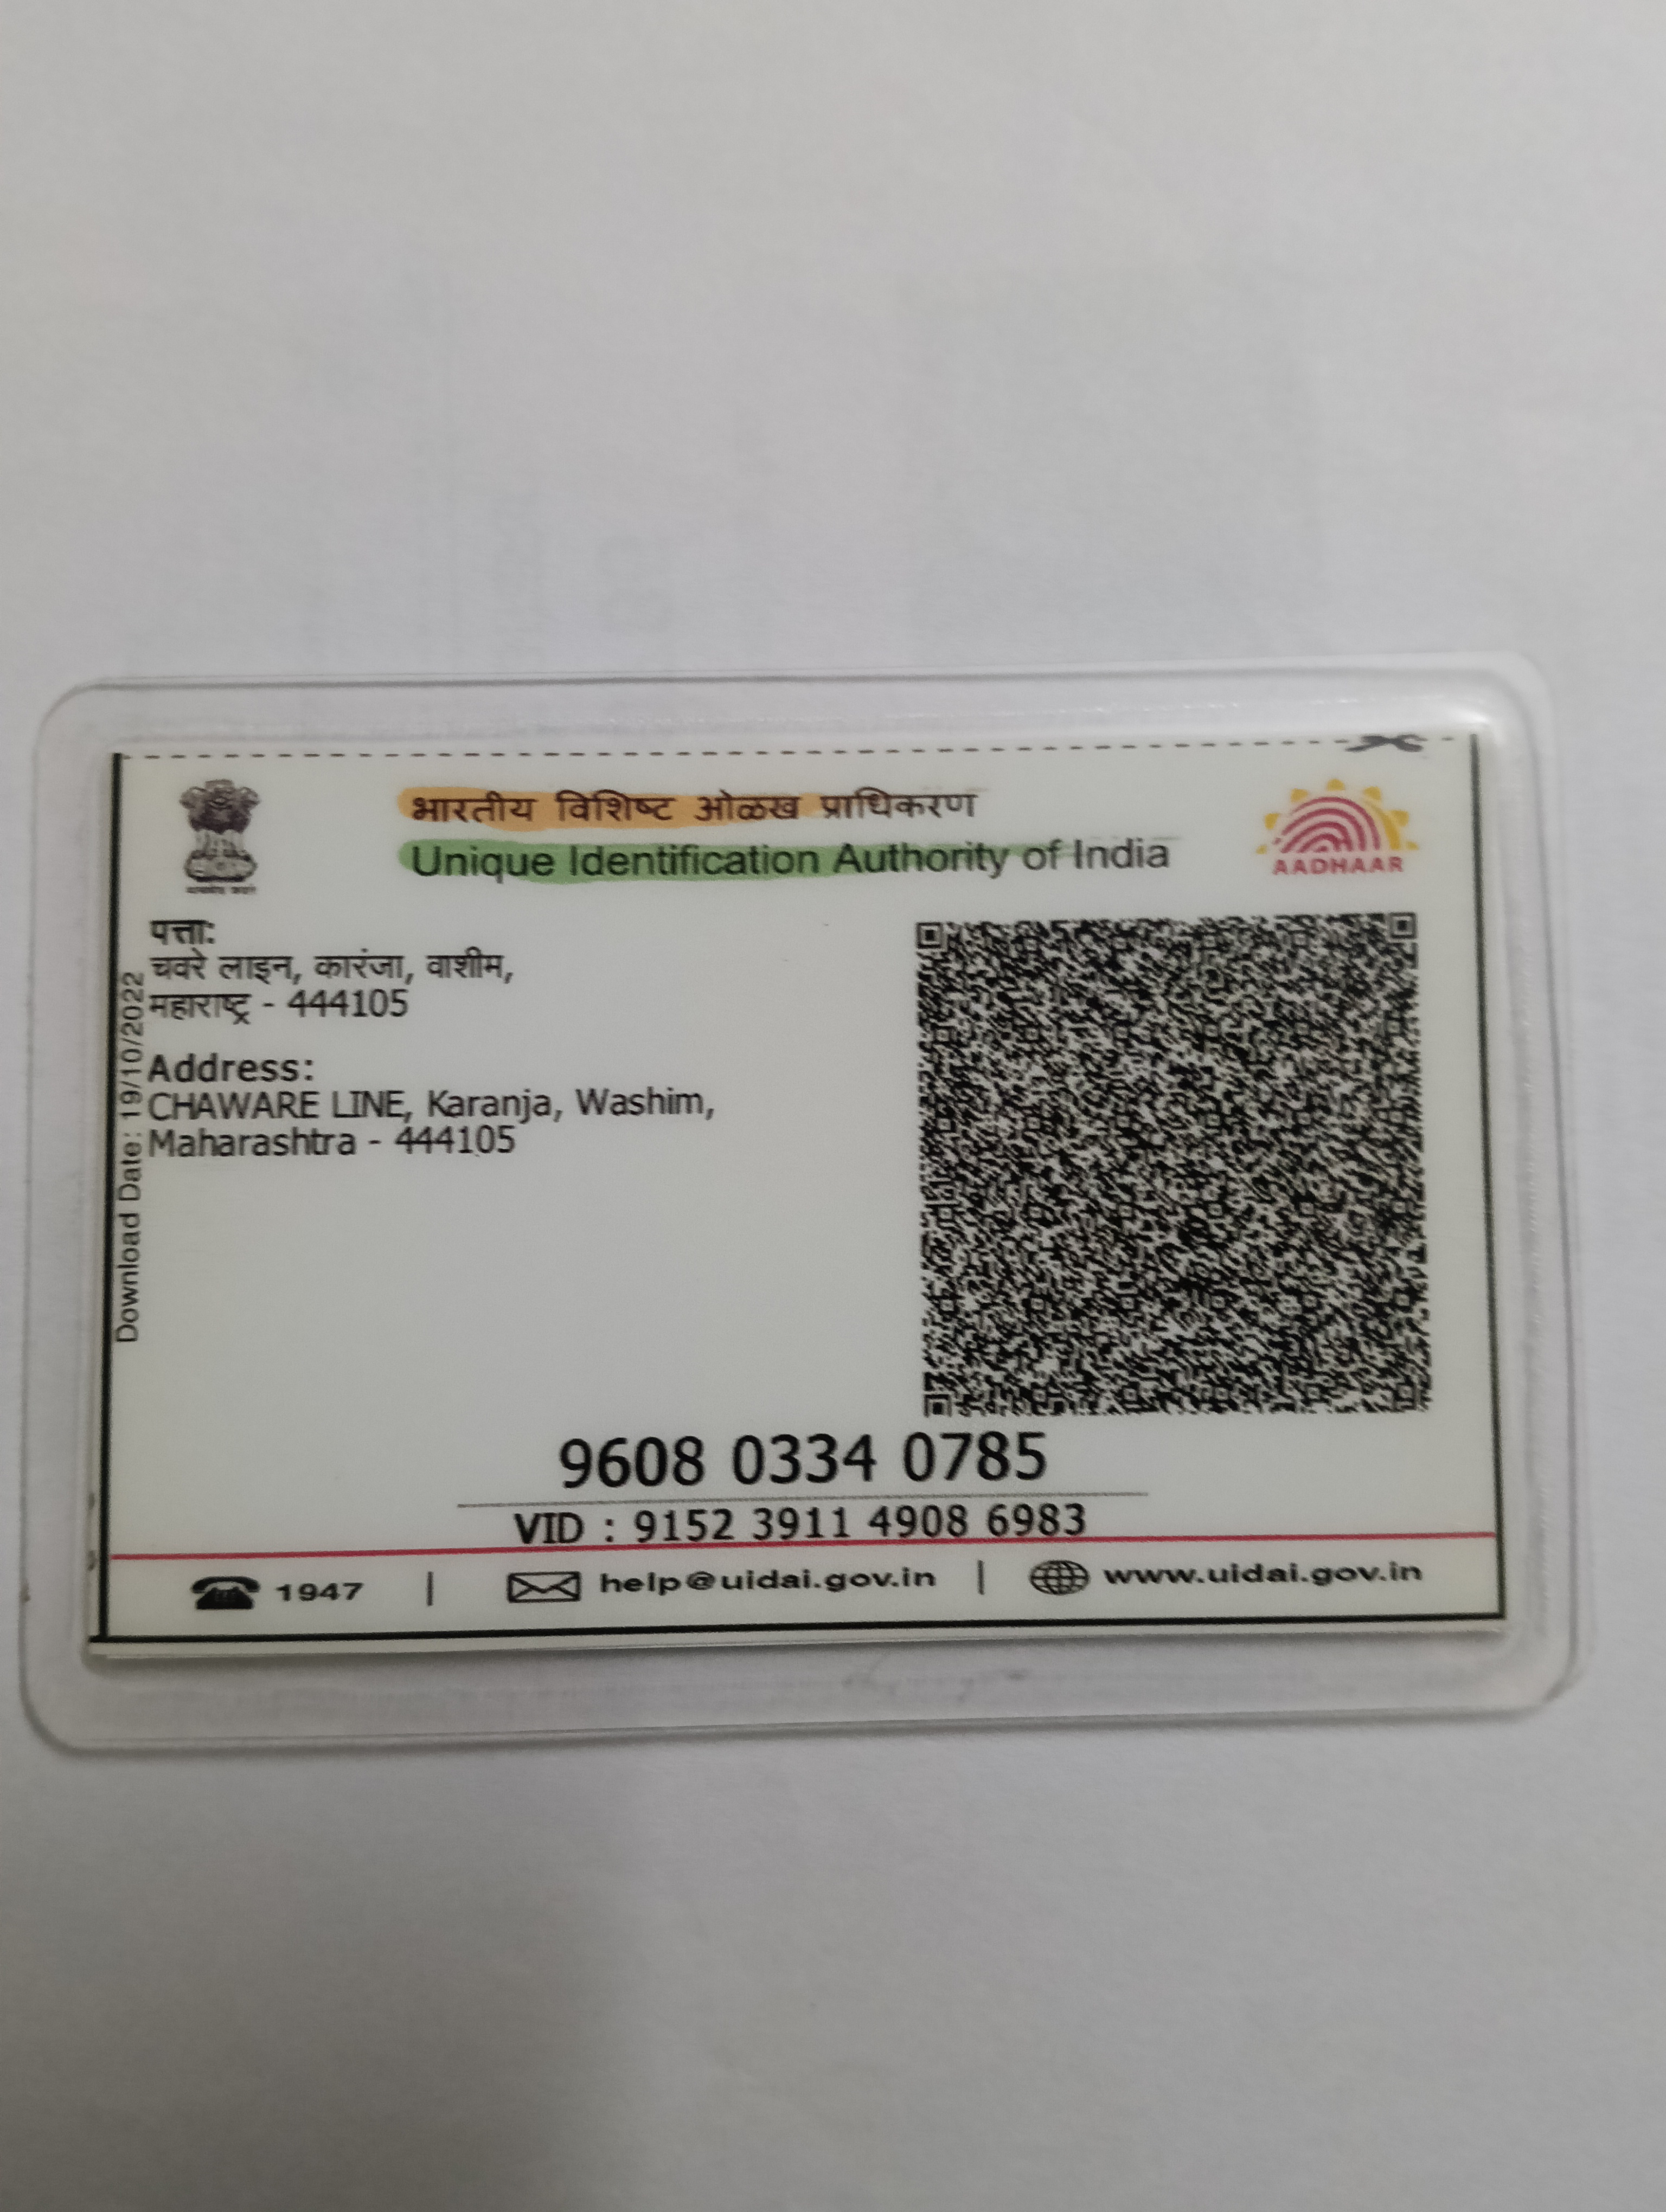 भारतीय विशिष्ट ओळख प्राधिकरण
Unique Identification Authority of India
AADHAAR
पत्ता:
चवरे लाइन, कारंजा, वाशीम,
महाराष्ट्र - 444105
Address:
CHAWARE LINE, Karanja, Washim,
Maharashtra - 444105
Download Date: 19/10/2022
9608 0334 0785
VID : 9152 3911 4908 6983
1947 | help@uidai.gov.in | www.uidai.gov.in